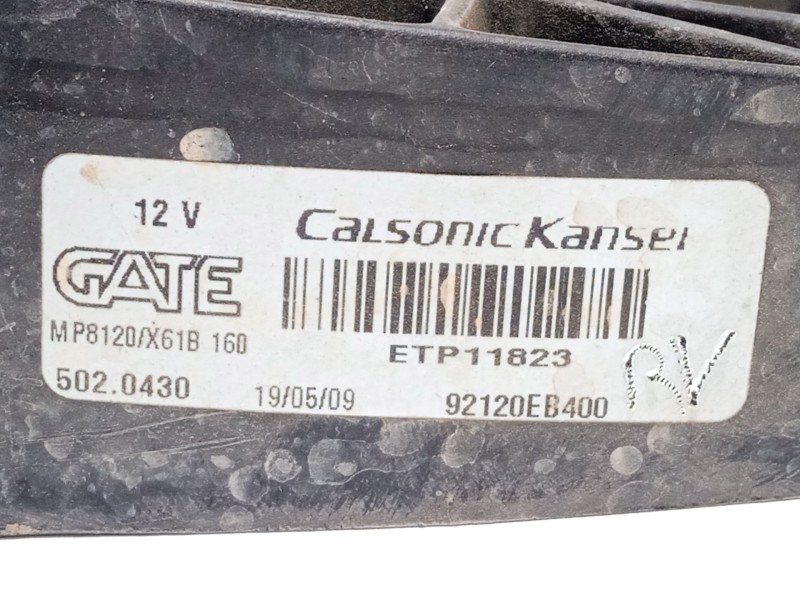 12 V
CALSONIC KANSEI
GATE
MP8120/X61B 160
ETP11823
502.0430
19/05/09
92120EB400
RV